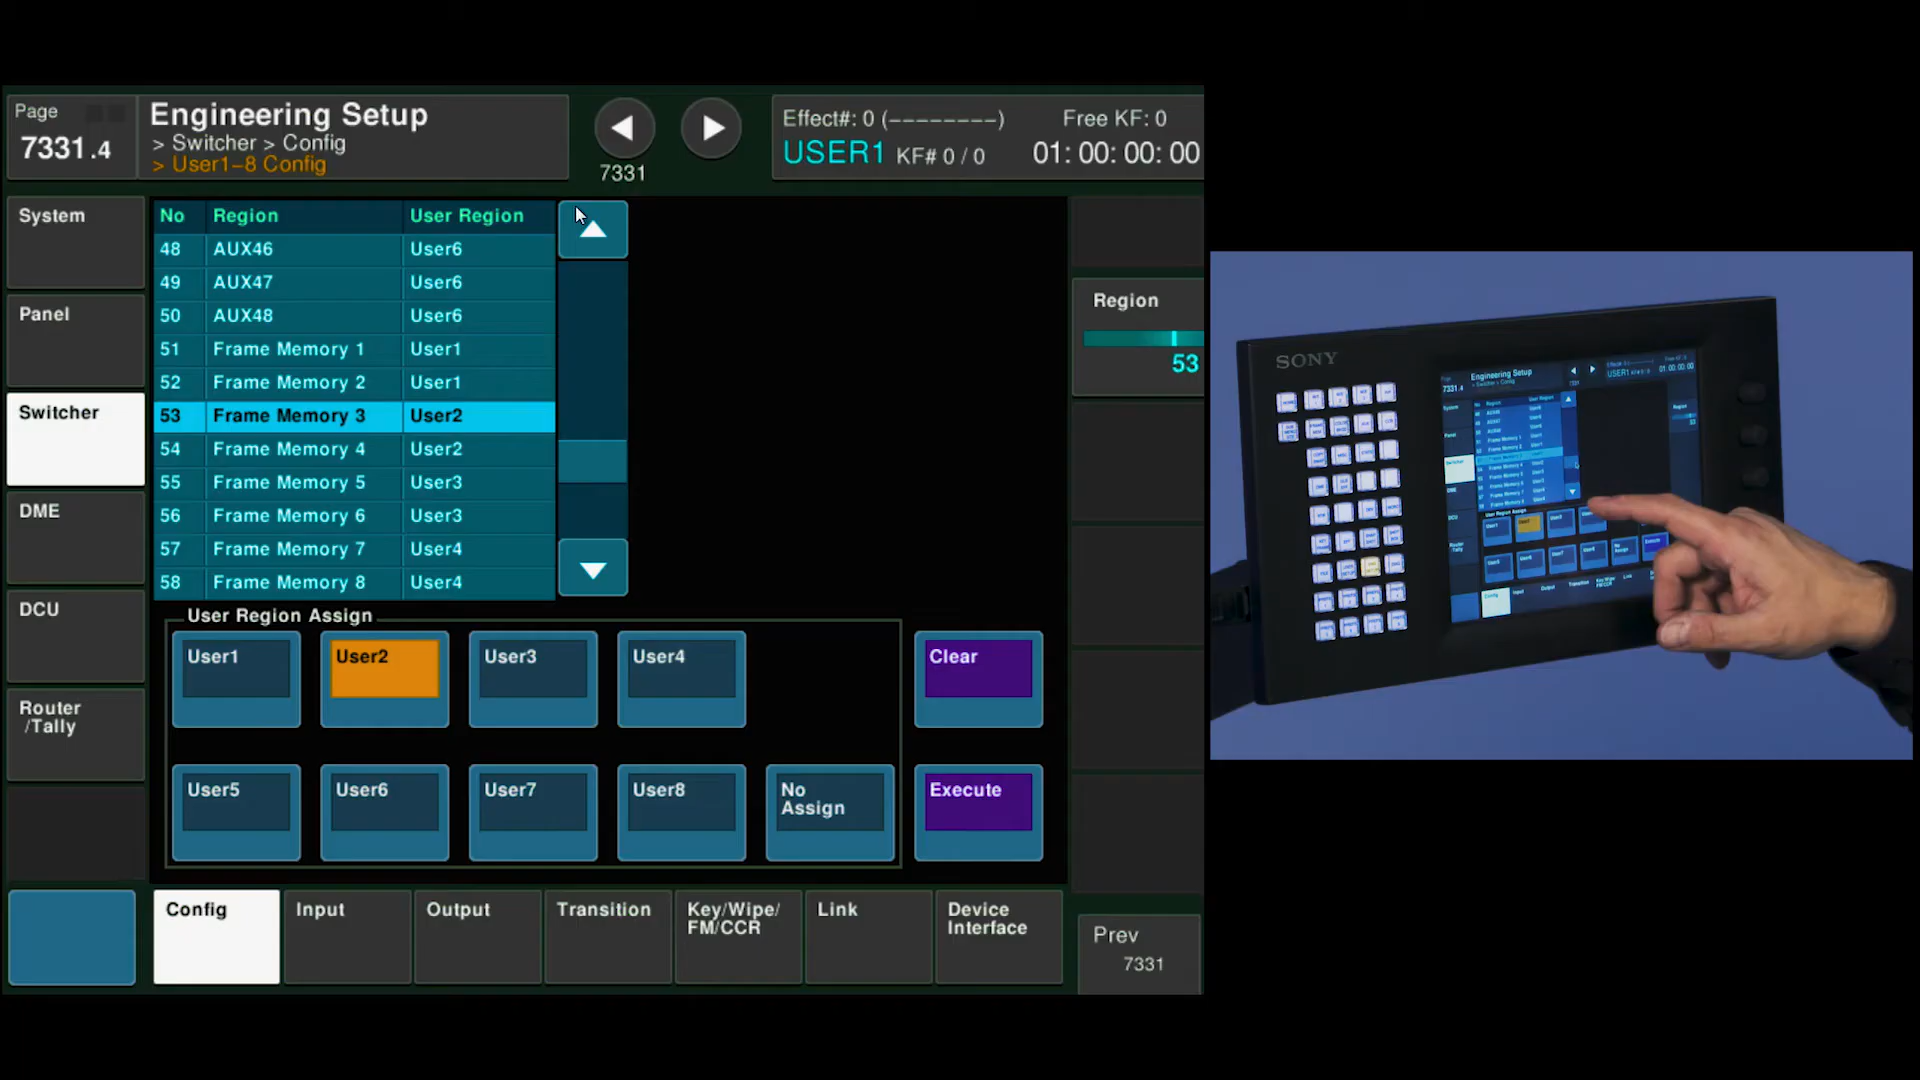 Page
7331.4
Engineering Setup
> Switcher > Config
> User1-8 Config
7331
Effect#: 0 (--------)
Free KF: 0
USER1 KF# 0 / 0
01: 00: 00: 00
System
Panel
Switcher
DME
DCU
Router
/Tally
No Region User Region
48 AUX46 User6
49 AUX47 User6
50 AUX48 User6
51 Frame Memory 1 User1
52 Frame Memory 2 User1
53 Frame Memory 3 User2
54 Frame Memory 4 User2
55 Frame Memory 5 User3
56 Frame Memory 6 User3
57 Frame Memory 7 User4
58 Frame Memory 8 User4
Region
53
User Region Assign
User1
User2
User3
User4
Clear
User5
User6
User7
User8
No
Assign
Execute
Config
Input
Output
Transition
Key/Wipe/
FM/CCR
Link
Device
Interface
Prev
7331
SONY
Engineering Setup